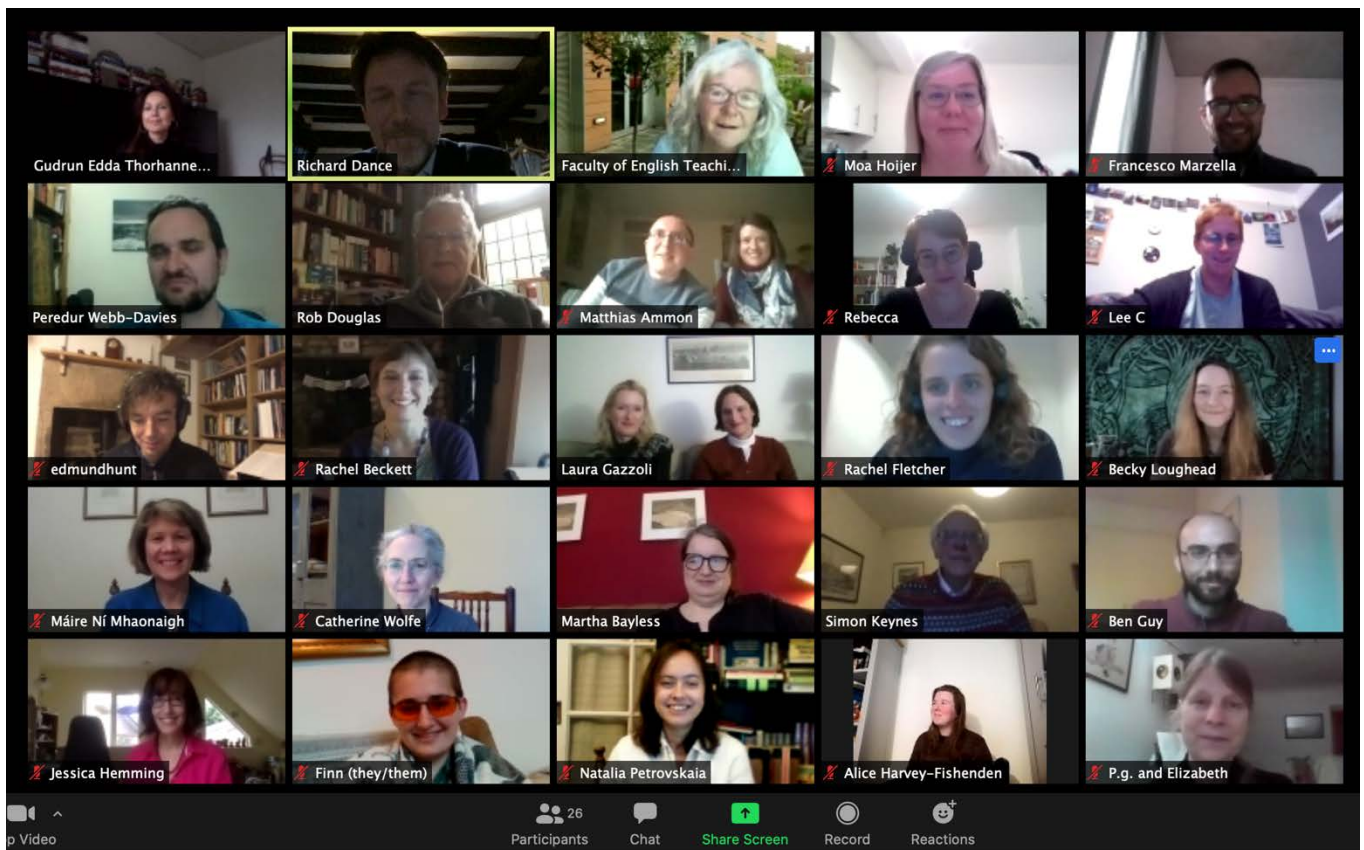 Gudrun Edda Thorhanne...
Richard Dance
Faculty of English Teachi...
Moa Hoijer
Francesco Marzella
Peredur Webb-Davies
Rob Douglas
Matthias Ammon
Rebecca
Lee C
edmundhunt
Rachel Beckett
Laura Gazzoli
Rachel Fletcher
Becky Loughead
Máire Ní Mhaonaigh
Catherine Wolfe
Martha Bayless
Simon Keynes
Ben Guy
Jessica Hemming
Finn (they/them)
Natalia Petrovskaia
Alice Harvey-Fishenden
P.g. and Elizabeth
26
p Video
Participants
Chat
Share Screen
Record
Reactions